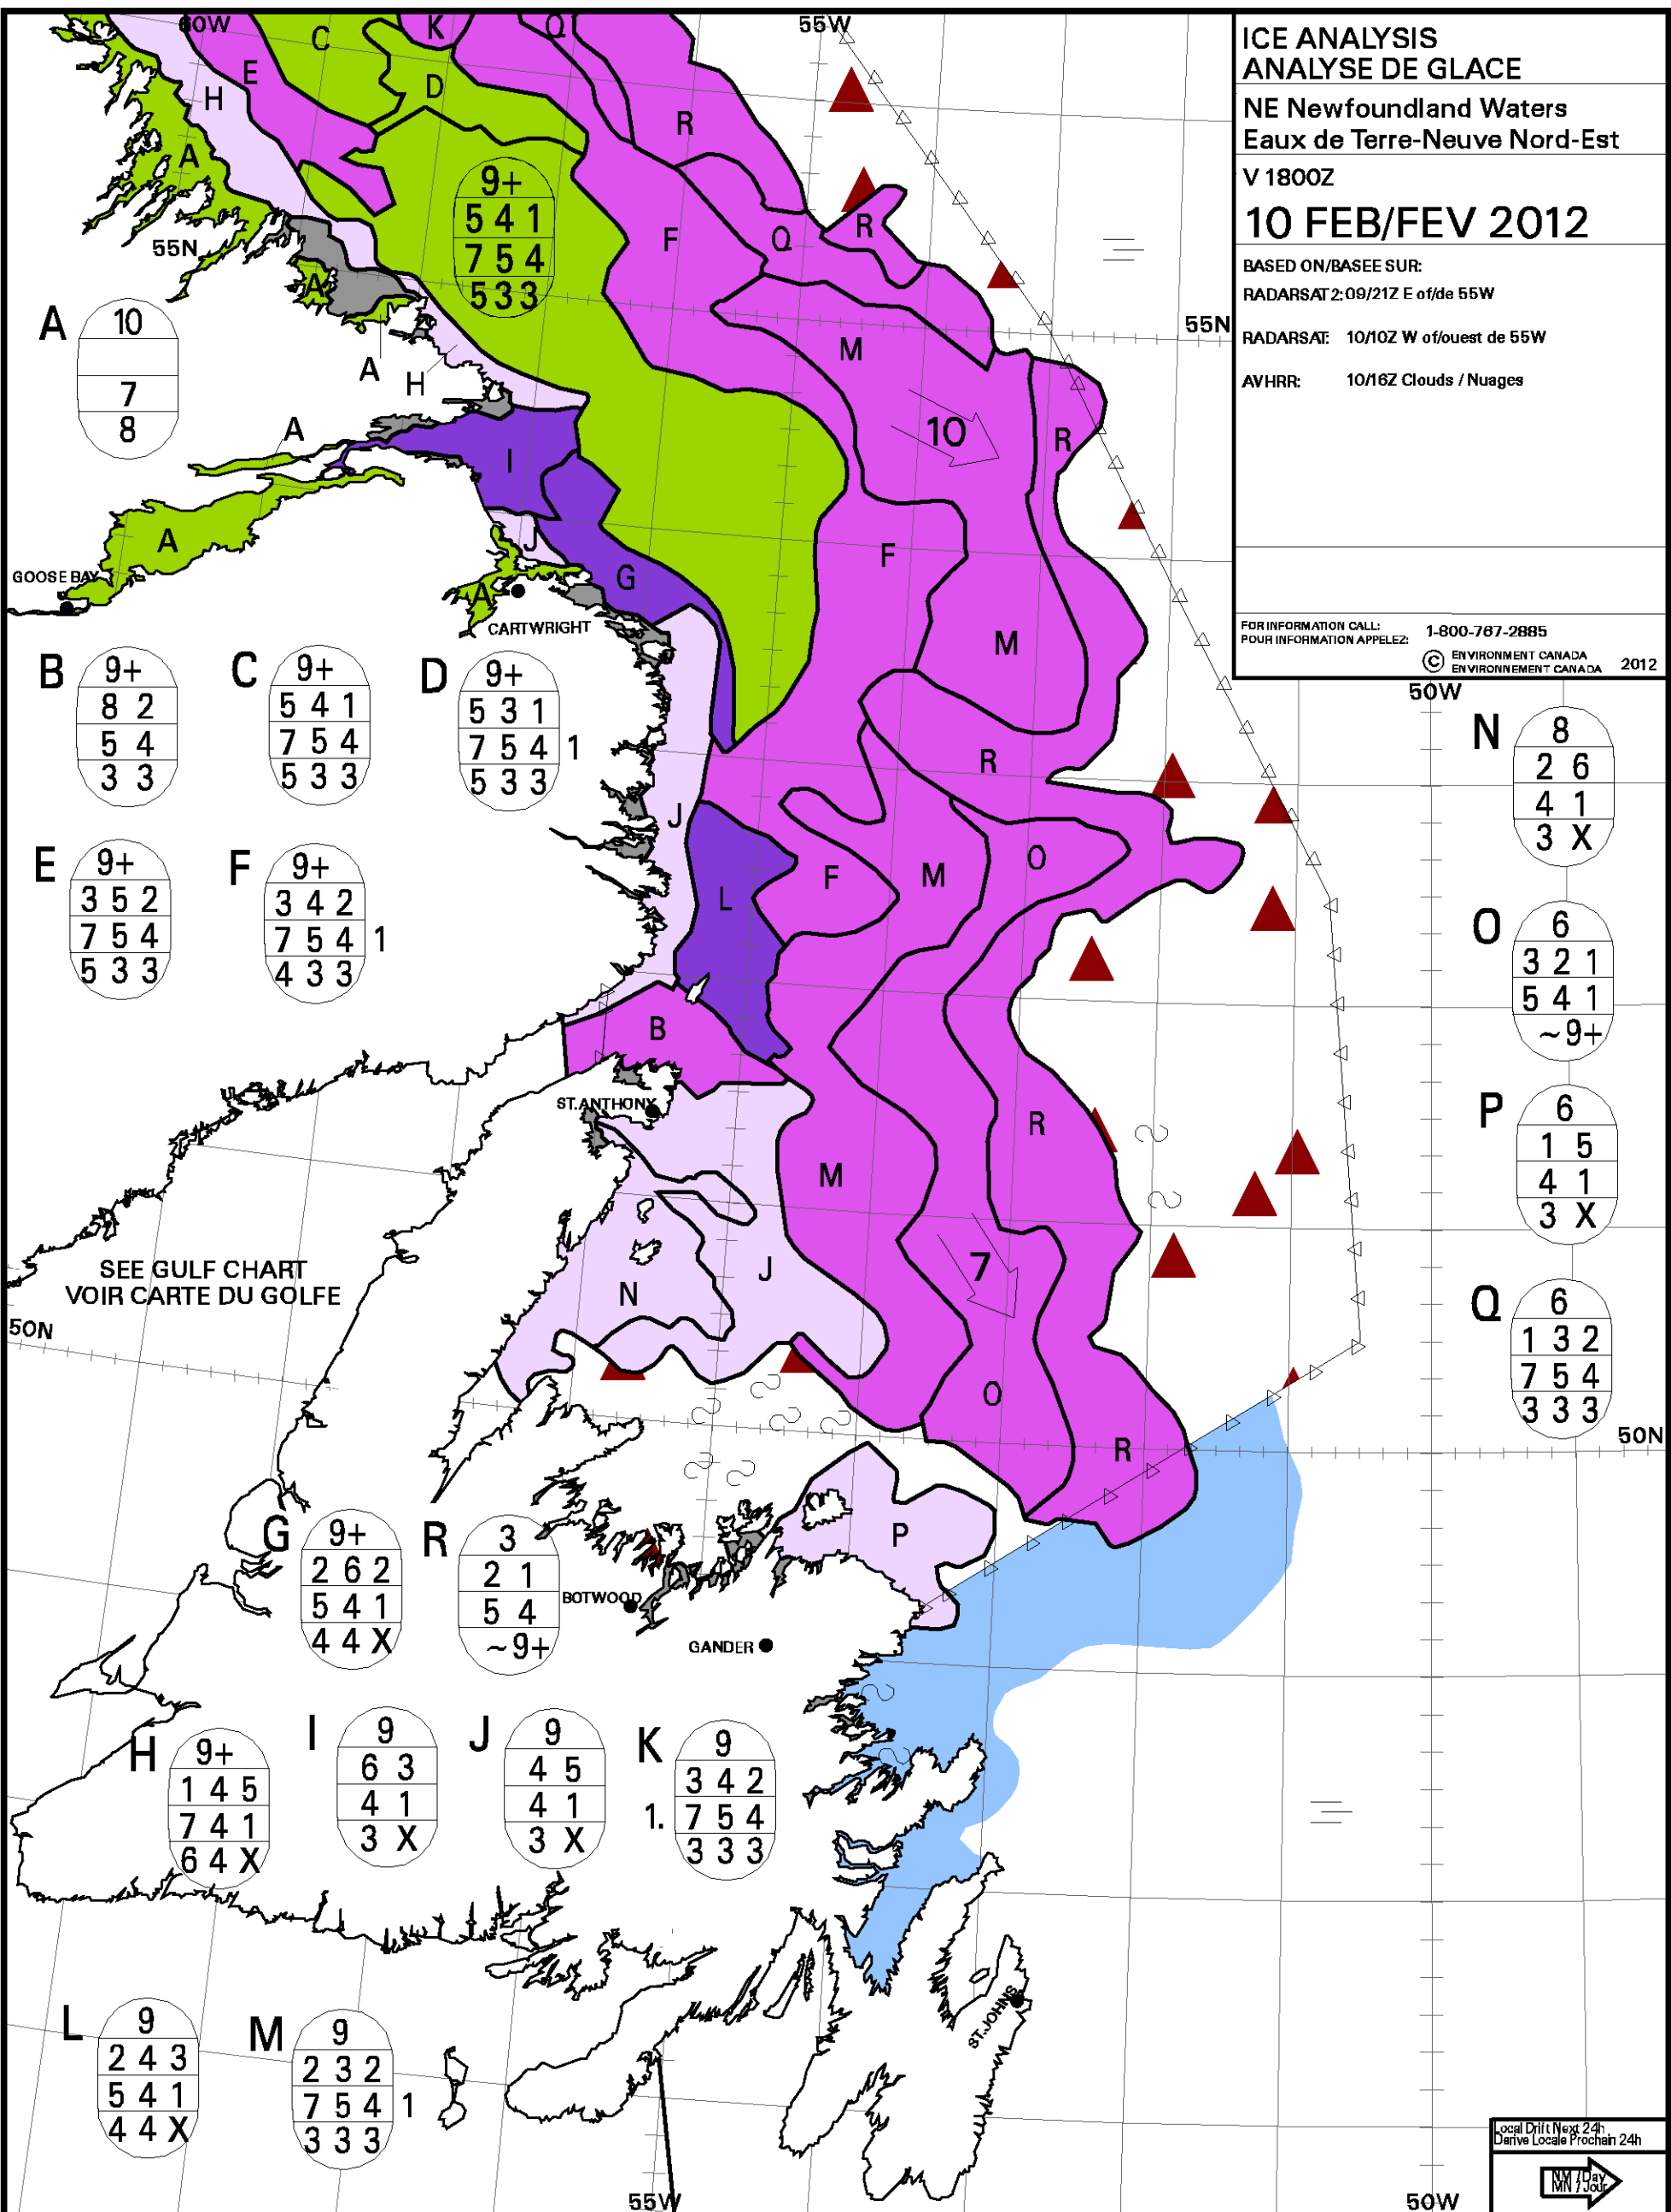 ICE ANALYSIS
ANALYSE DE GLACE
NE Newfoundland Waters
Eaux de Terre-Neuve Nord-Est
V 1800Z
10 FEB/FEV 2012
BASED ON/BASEE SUR:
RADARSAT2: 09/21Z E of/de 55W
RADARSAT: 10/10Z W of/ouest de 55W
AVHRR: 10/16Z Clouds / Nuages
FOR INFORMATION CALL:
POUR INFORMATION APPELEZ:
1-800-767-2885
© ENVIRONMENT CANADA
ENVIRONNEMENT CANADA 2012
60W
55W
C
K
Q
E
D
H
R
A
9+
5 4 1
7 5 4
5 3 3
55N
F
Q
R
A
55N
M
A
10
7
8
A
H
10
R
A
I
A
J
F
GOOSE BAY
G
A
CARTWRIGHT
M
50W
B
9+
8 2
5 4
3 3
C
9+
5 4 1
7 5 4
5 3 3
D
9+
5 3 1
7 5 4 1
5 3 3
R
N
8
2 6
4 1
3 X
J
E
9+
3 5 2
7 5 4
5 3 3
F
9+
3 4 2
7 5 4 1
4 3 3
L
F
M
O
O
6
3 2 1
5 4 1
~9+
B
ST.ANTHONY
R
P
6
1 5
4 1
3 X
M
SEE GULF CHART
VOIR CARTE DU GOLFE
50N
N
J
7
Q
6
1 3 2
7 5 4
3 3 3
O
R
50N
G
9+
2 6 2
5 4 1
4 4 X
R
3
2 1
5 4
~9+
P
BOTWOOD
GANDER
H
9+
1 4 5
7 4 1
6 4 X
I
9
6 3
4 1
3 X
J
9
4 5
4 1
3 X
K
9
3 4 2
1. 7 5 4
3 3 3
ST.JOHNS
L
9
2 4 3
5 4 1
4 4 X
M
9
2 3 2
7 5 4 1
3 3 3
Local Drift Next 24h
Derive Locale Prochain 24h
NM / Day
MN / Jour
55W
50W